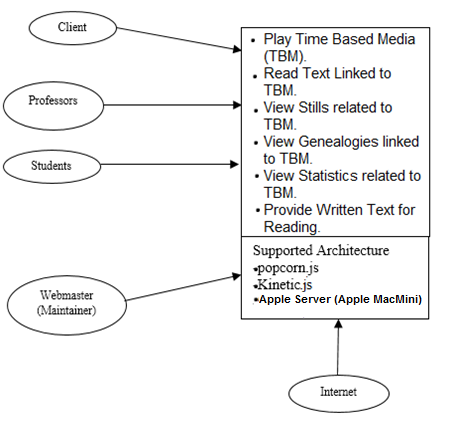 Client
Professors
Students
Webmaster
(Maintainer)
• Play Time Based Media
(TBM).
• Read Text Linked to
TBM.
• View Stills related to
TBM.
• View Genealogies linked
to TBM.
• View Statistics related to
TBM.
• Provide Written Text for
Reading.
Supported Architecture
•popcorn.js
•Kinetic.js
•Apple Server (Apple MacMini)
Internet